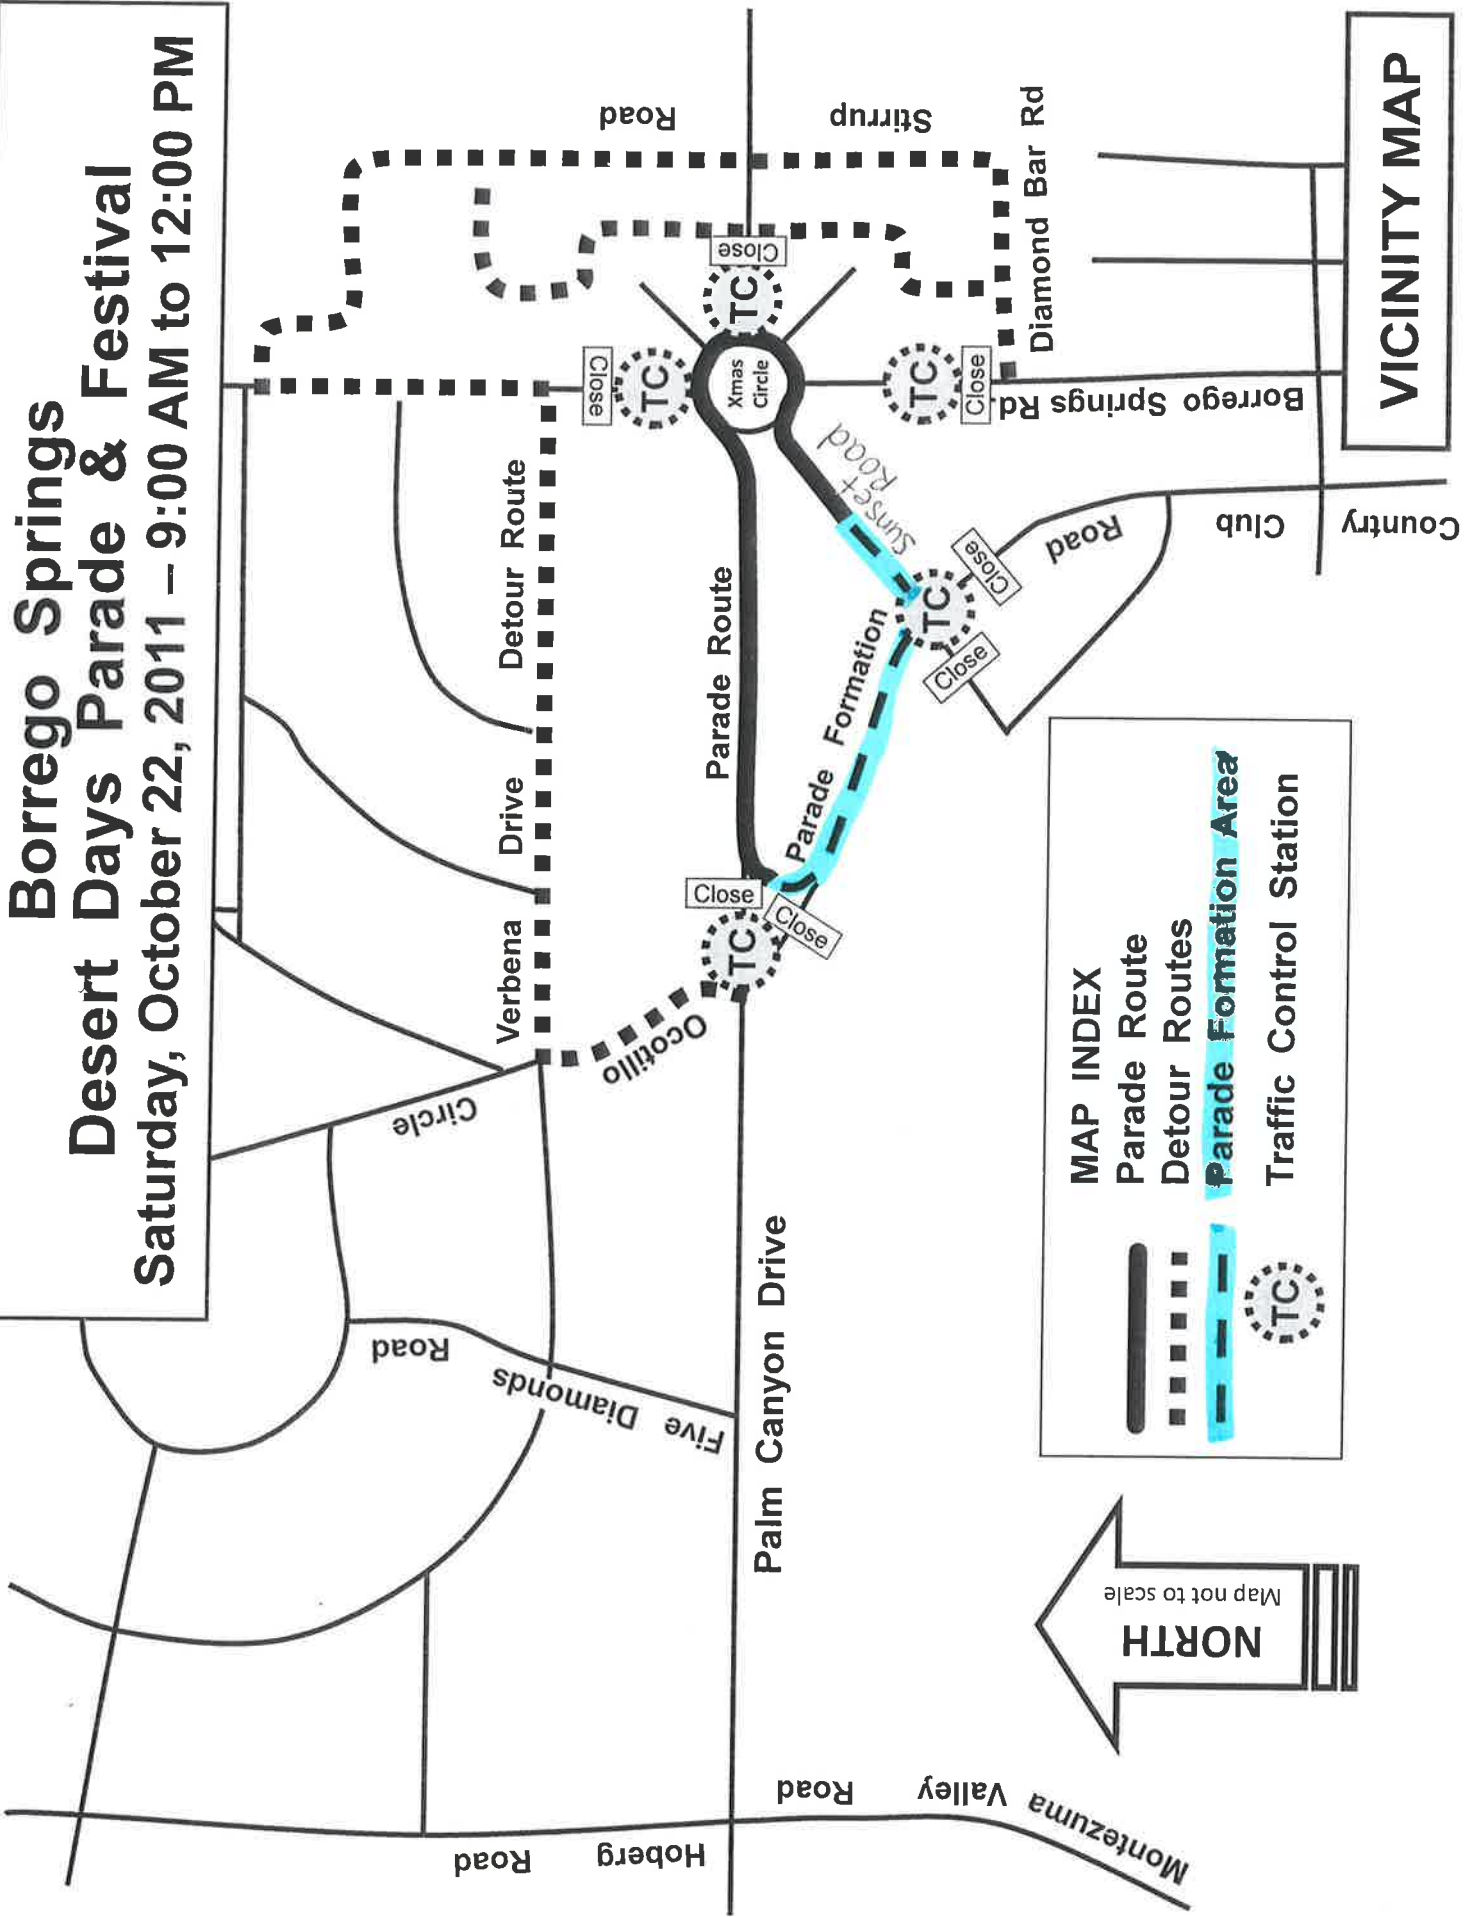 Borrego Springs
Desert Days Parade & Festival
Saturday, October 22, 2011 – 9:00 AM to 12:00 PM
VICINITY MAP
Stirrup Road
Diamond Bar Rd
Borrego Springs Rd
Close
TC
Close
TC
Close
TC
Xmas
Circle
Sunset
Road
Country Club Road
Close
Close
TC
Detour Route
Verbena Drive
Parade Route
Parade Formation
Close
Close
TC
Ocotillo Circle
Five Diamonds Road
Palm Canyon Drive
Hoberg Road
Montezuma Valley Road
MAP INDEX
Parade Route
Detour Routes
Parade Formation Area
TC
Traffic Control Station
NORTH
Map not to scale